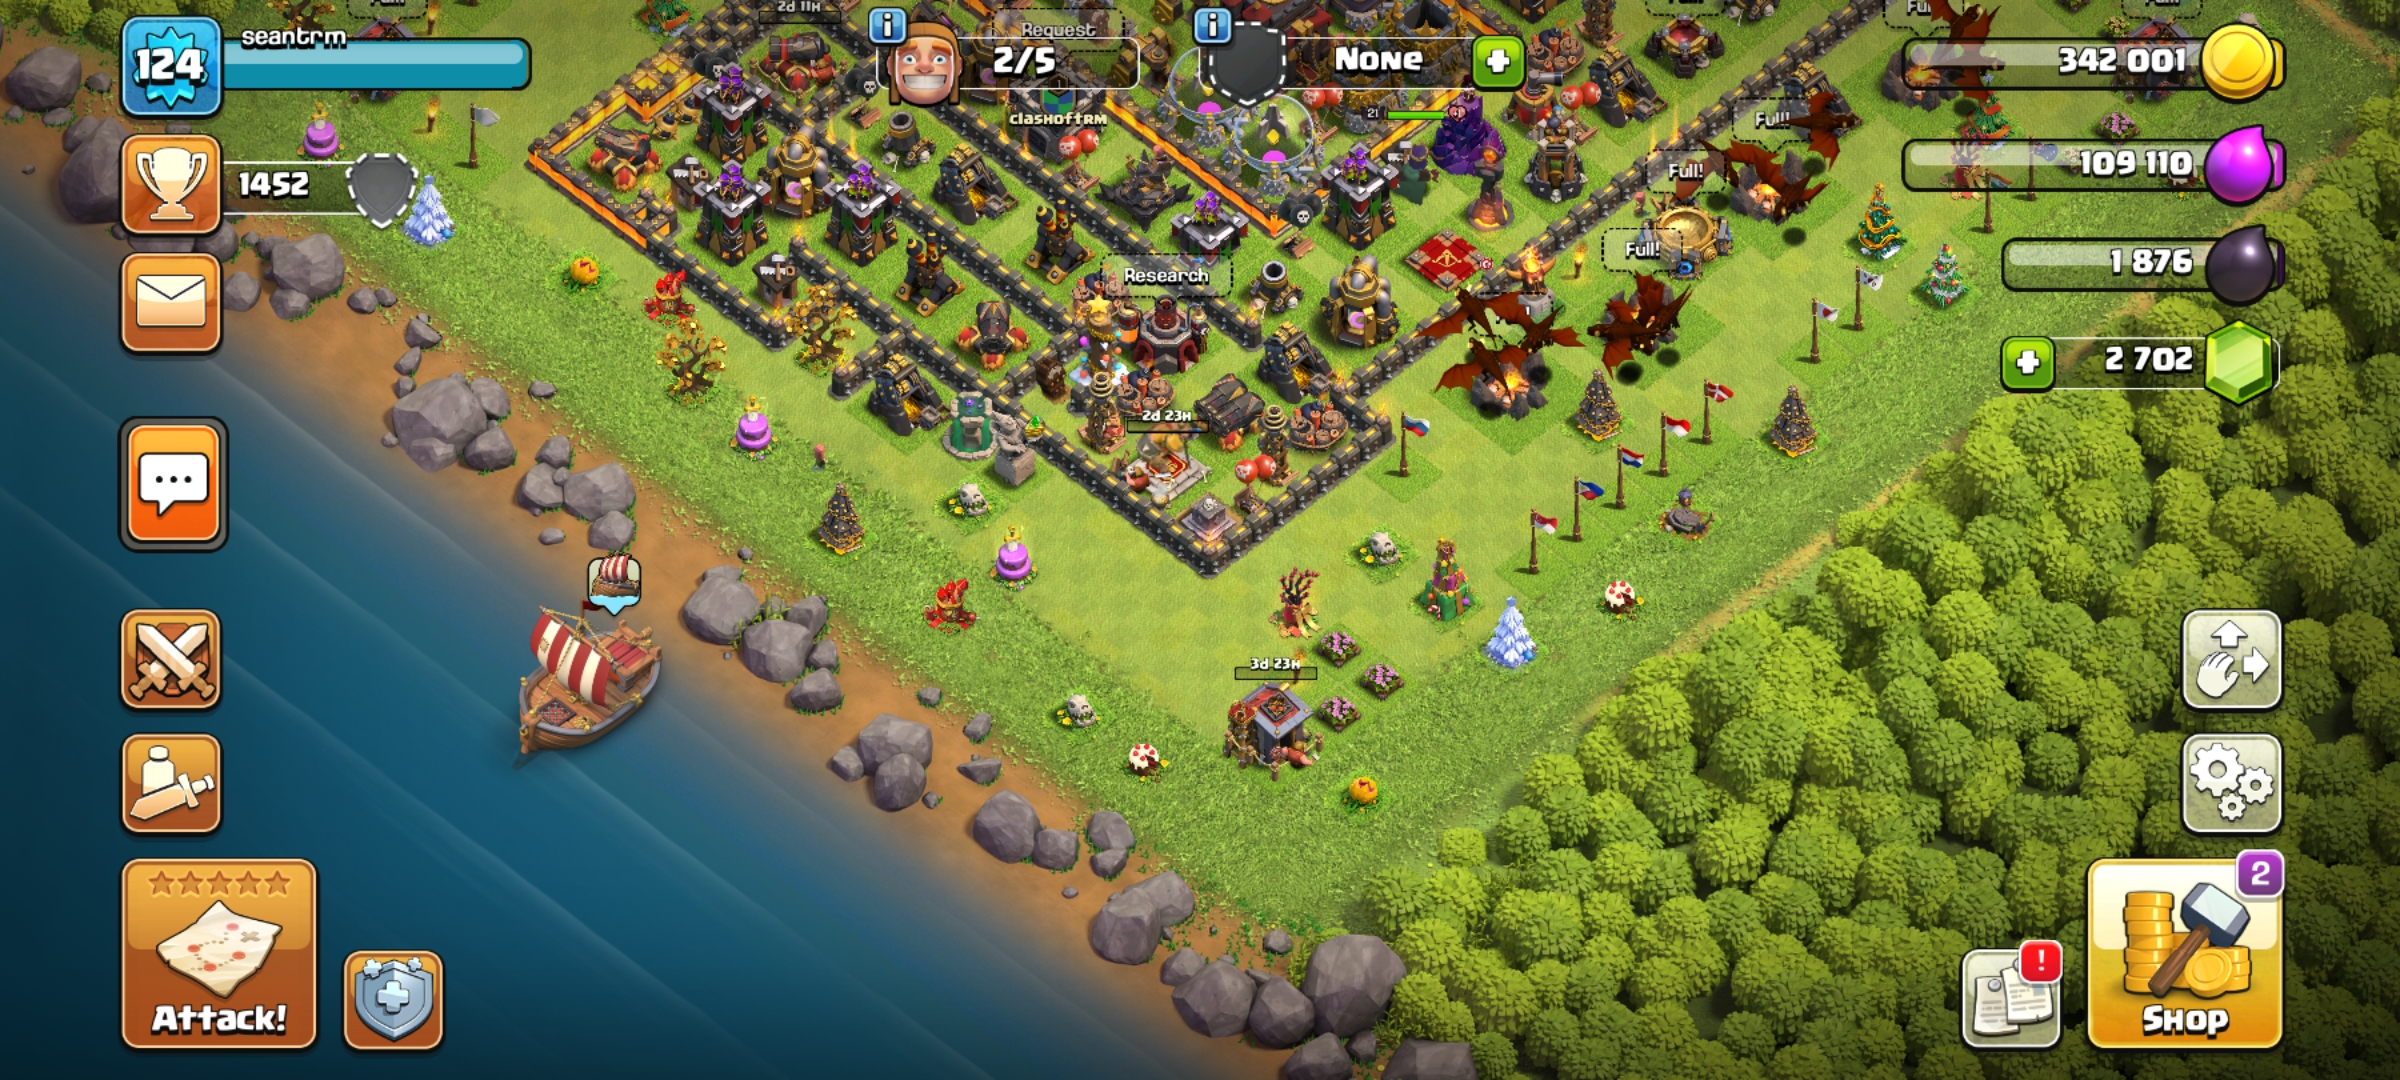 2d 11h
124
seantrm
Request
2/5
None
342 001
clashoftrm
21
Full!
109 110
1452
Full!
Full!
1 876
Research
2 702
2d 23h
3d 23h
2
!
Attack!
Shop